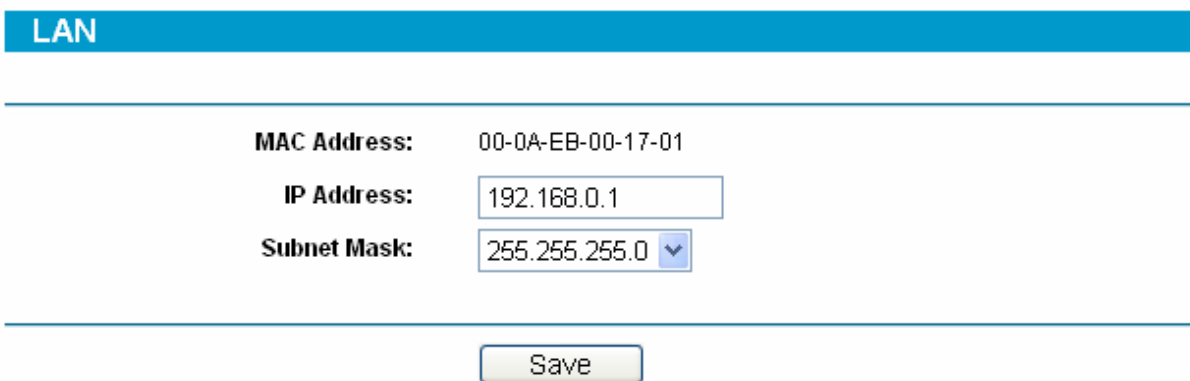 LAN
MAC Address: 00-0A-EB-00-17-01
IP Address: 192.168.0.1
Subnet Mask: 255.255.255.0
Save